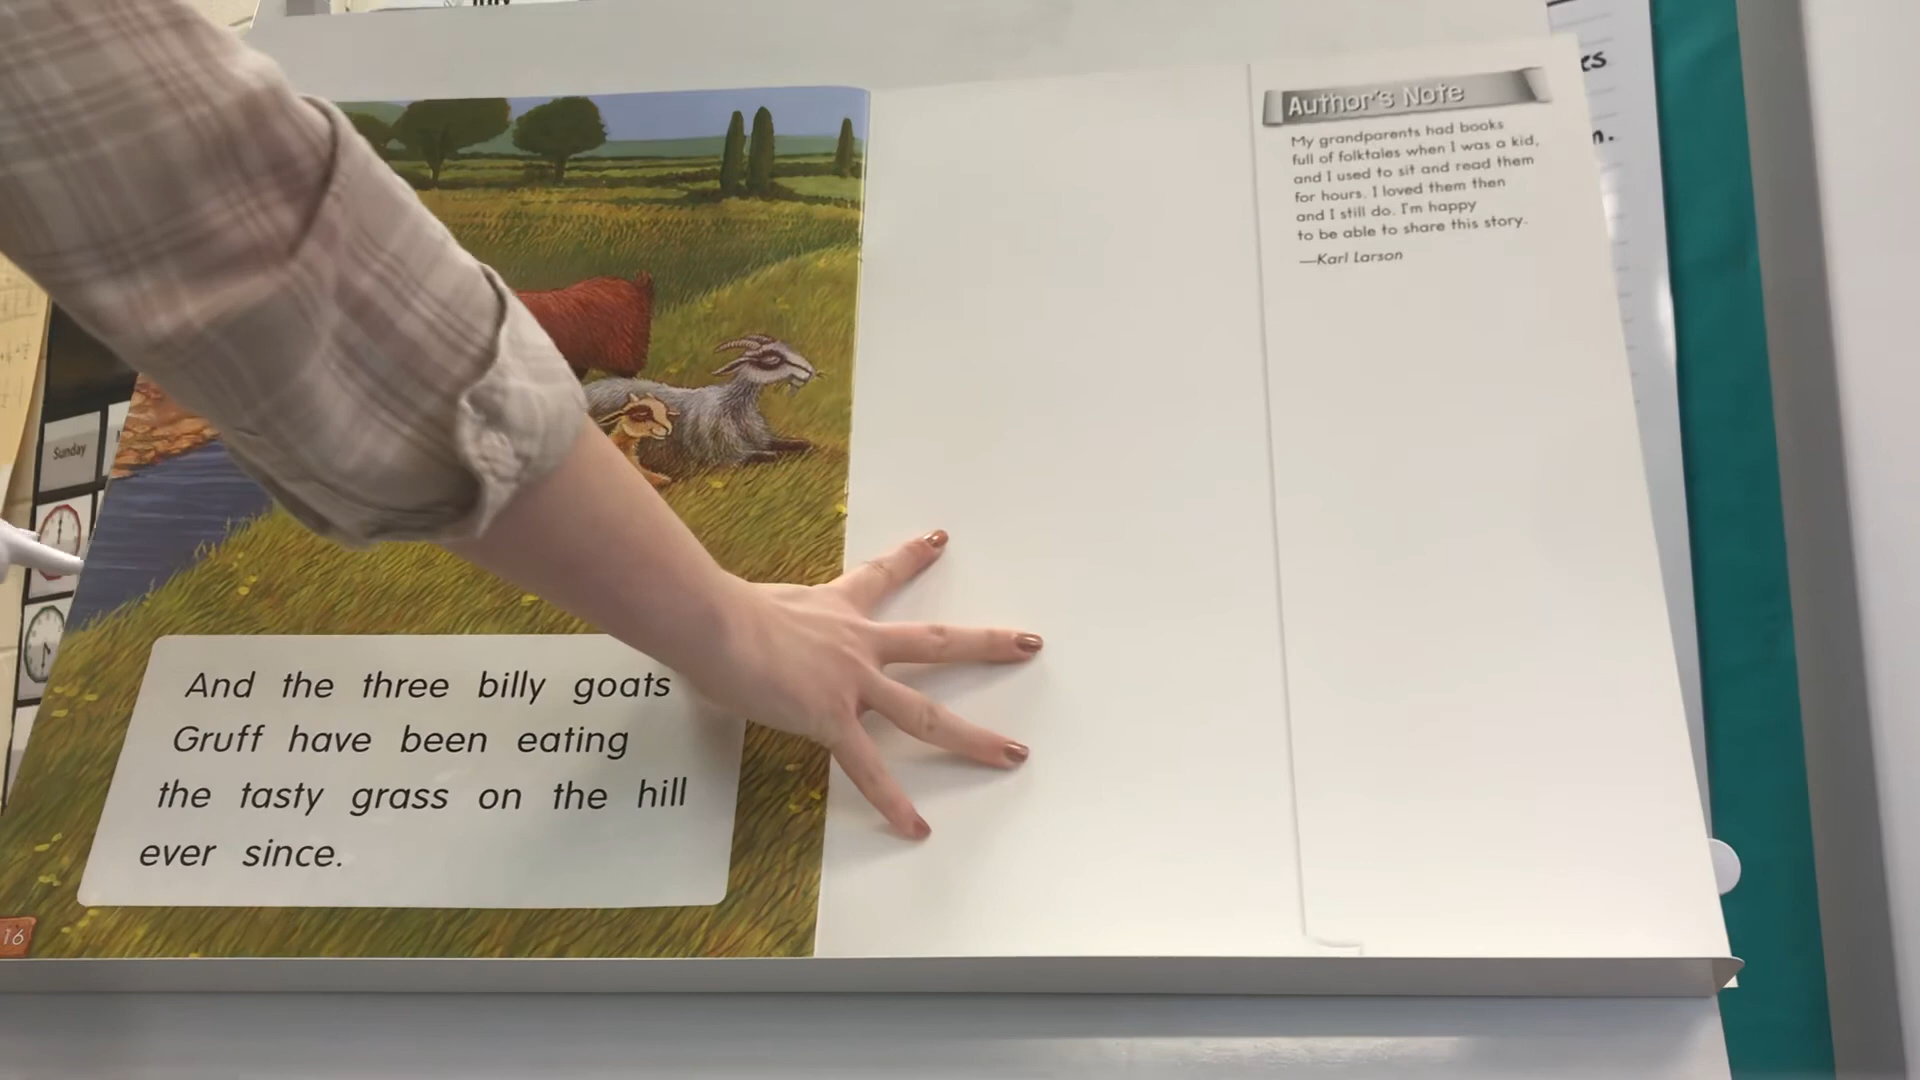 And the three billy goats
Gruff have been eating
the tasty grass on the hill
ever since.
16
Author's Note
My grandparents had books
full of folktales when I was a kid,
and I used to sit and read them
for hours. I loved them then
and I still do. I'm happy
to be able to share this story.
—Karl Larson
Sunday